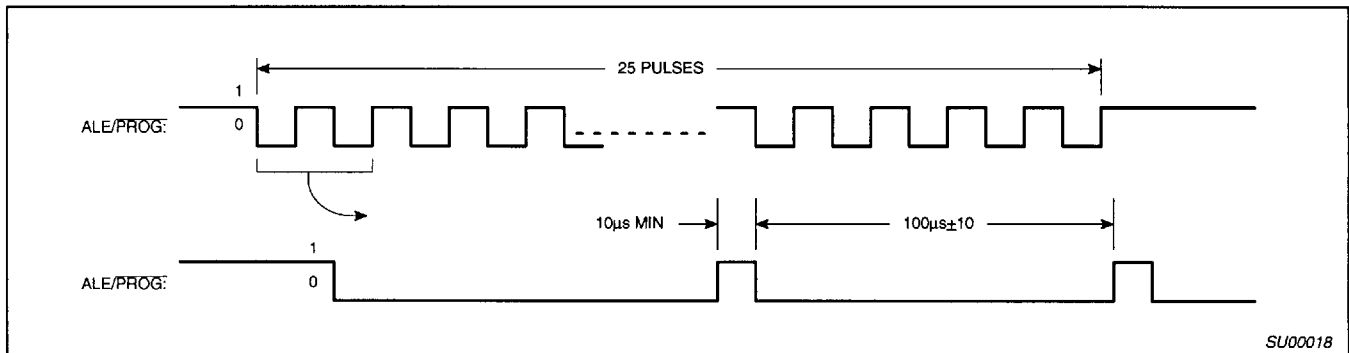 25 PULSES
1
ALE/PROG:
0
10µs MIN
100µs±10
1
ALE/PROG:
0
SU00018